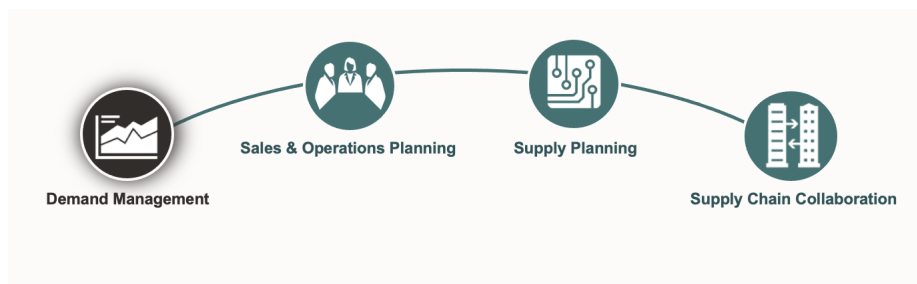 Demand Management
Sales & Operations Planning
Supply Planning
Supply Chain Collaboration